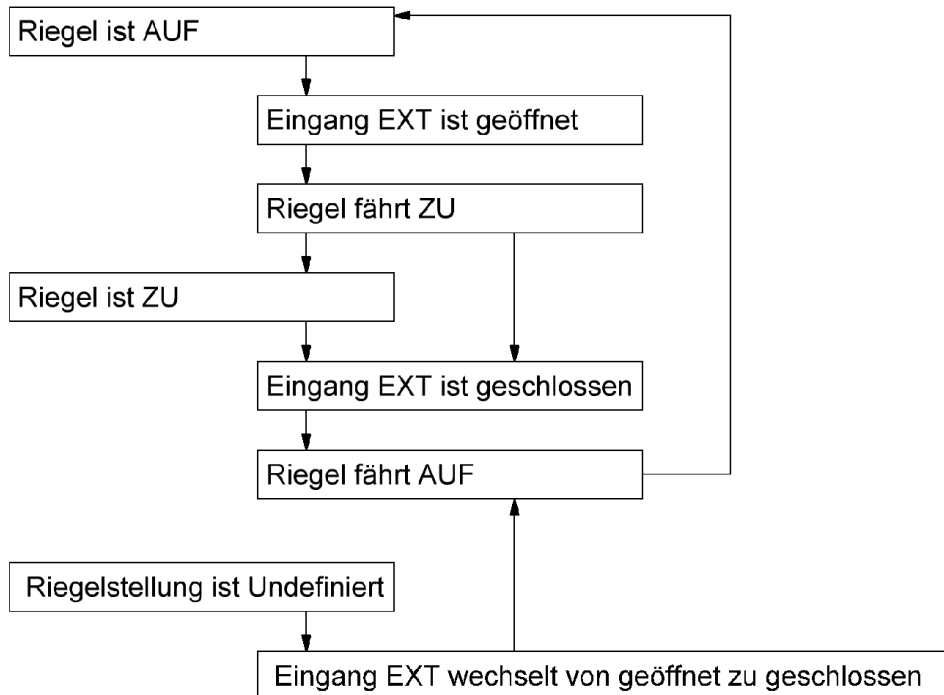 Riegel ist AUF
Eingang EXT ist geöffnet
Riegel fährt ZU
Riegel ist ZU
Eingang EXT ist geschlossen
Riegel fährt AUF
Riegelstellung ist Undefiniert
Eingang EXT wechselt von geöffnet zu geschlossen